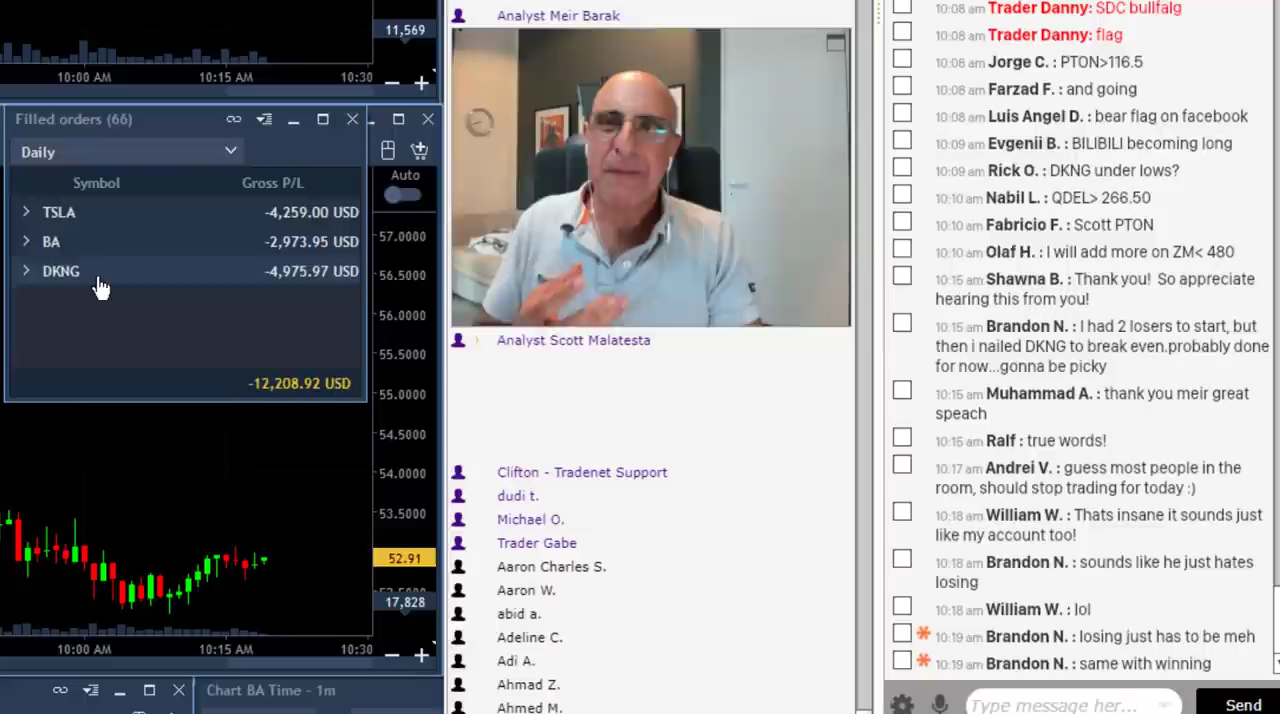 11,569
10:00 AM 10:15 AM 10:30
Filled orders (66)
Daily
Symbol Gross P/L
TSLA -4,259.00 USD
BA -2,973.95 USD
DKNG -4,975.97 USD
-12,208.92 USD
Auto
57.0000
56.5000
56.0000
55.5000
55.0000
54.5000
54.0000
53.5000
52.91
17,828
10:00 AM 10:15 AM 10:30
Chart BA Time - 1m
Analyst Meir Barak
Analyst Scott Malatesta
Clifton - Tradenet Support
dudi t.
Michael O.
Trader Gabe
Aaron Charles S.
Aaron W.
abid a.
Adeline C.
Adi A.
Ahmad Z.
Ahmed M.
10:08 am Trader Danny: SDC bullfalg
10:08 am Trader Danny: flag
10:08 am Jorge C. : PTON>116.5
10:08 am Farzad F. : and going
10:08 am Luis Angel D. : bear flag on facebook
10:09 am Evgenii B. : BILIBILI becoming long
10:09 am Rick O. : DKNG under lows?
10:10 am Nabil L. : QDEL> 266.50
10:10 am Fabricio F. : Scott PTON
10:10 am Olaf H. : I will add more on ZM< 480
10:15 am Shawna B. : Thank you! So appreciate
hearing this from you!
10:15 am Brandon N. : I had 2 losers to start, but
then i nailed DKNG to break even.probably done
for now...gonna be picky
10:15 am Muhammad A. : thank you meir great
speach
10:15 am Ralf : true words!
10:17 am Andrei V. : guess most people in the
room, should stop trading for today :)
10:18 am William W. : Thats insane it sounds just
like my account too!
10:18 am Brandon N. : sounds like he just hates
losing
10:18 am William W. : lol
10:19 am Brandon N. : losing just has to be meh
10:19 am Brandon N. : same with winning
Type message her...
Send